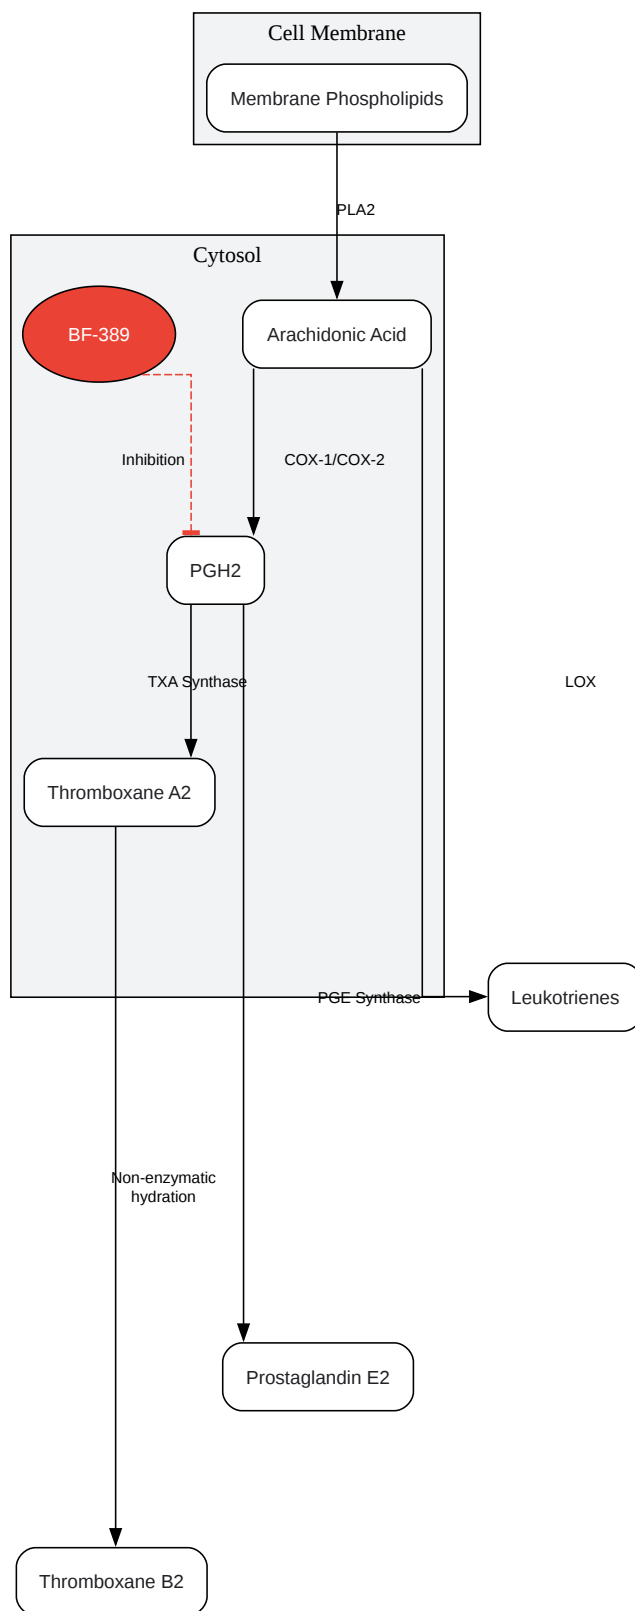 Cell Membrane
Membrane Phospholipids
PLA2
Cytosol
BF-389
Arachidonic Acid
Inhibition
COX-1/COX-2
PGH2
TXA Synthase
LOX
Thromboxane A2
PGE Synthase
Leukotrienes
Non-enzymatic
hydration
Prostaglandin E2
Thromboxane B2